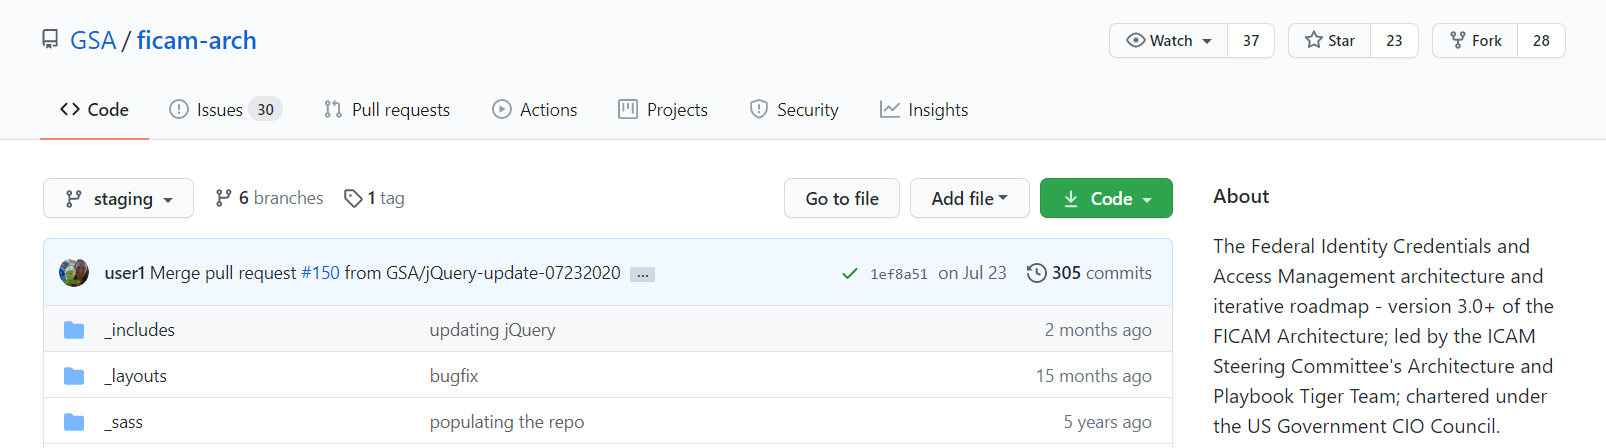 GSA / ficam-arch
Watch 37 Star 23 Fork 28
Code Issues 30 Pull requests Actions Projects Security Insights
staging 6 branches 1 tag Go to file Add file Code
user1 Merge pull request #150 from GSA/jQuery-update-07232020 ... 1ef8a51 on Jul 23 305 commits
_includes updating jQuery 2 months ago
_layouts bugfix 15 months ago
_sass populating the repo 5 years ago
About
The Federal Identity Credentials and
Access Management architecture and
iterative roadmap - version 3.0+ of the
FICAM Architecture; led by the ICAM
Steering Committee's Architecture and
Playbook Tiger Team; chartered under
the US Government CIO Council.